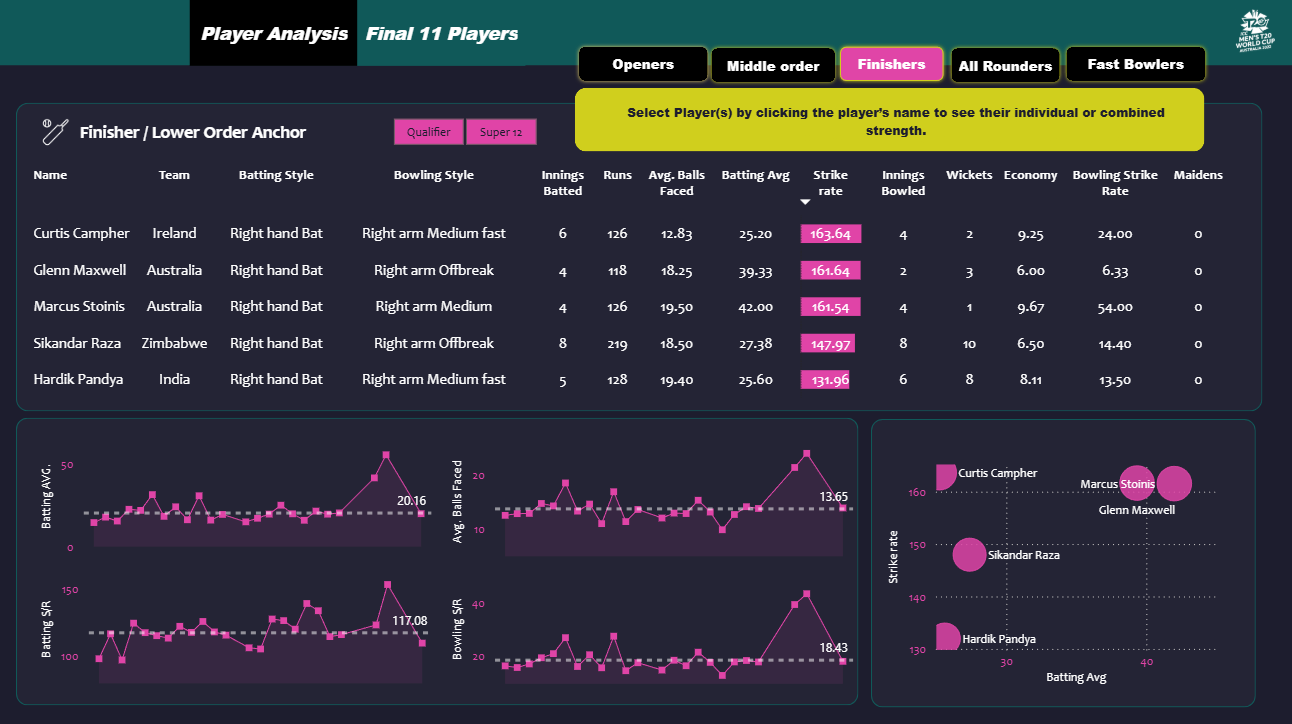 Player Analysis
Final 11 Players
ICC
MEN'S T20
WORLD CUP
AUSTRALIA 2022
Openers
Middle order
Finishers
All Rounders
Fast Bowlers
Select Player(s) by clicking the player's name to see their individual or combined
strength.
Finisher / Lower Order Anchor
Qualifier
Super 12
Name Team Batting Style Bowling Style Innings Batted Runs Avg. Balls Faced Batting Avg Strike rate Innings Bowled Wickets Economy Bowling Strike Rate Maidens
Curtis Campher Ireland Right hand Bat Right arm Medium fast 6 126 12.83 25.20 163.64 4 2 9.25 24.00 0
Glenn Maxwell Australia Right hand Bat Right arm Offbreak 4 118 18.25 39.33 161.64 2 3 6.00 6.33 0
Marcus Stoinis Australia Right hand Bat Right arm Medium 4 126 19.50 42.00 161.54 4 1 9.67 54.00 0
Sikandar Raza Zimbabwe Right hand Bat Right arm Offbreak 8 219 18.50 27.38 147.97 8 10 6.50 14.40 0
Hardik Pandya India Right hand Bat Right arm Medium fast 5 128 19.40 25.60 131.96 6 8 8.11 13.50 0
Batting AVG.
50
0
20.16
Avg. Balls Faced
20
10
13.65
Batting S/R
150
100
117.08
Bowling S/R
40
20
18.43
Strike rate
160
150
140
130
Curtis Campher
Marcus Stoinis
Glenn Maxwell
Sikandar Raza
Hardik Pandya
30
40
Batting Avg